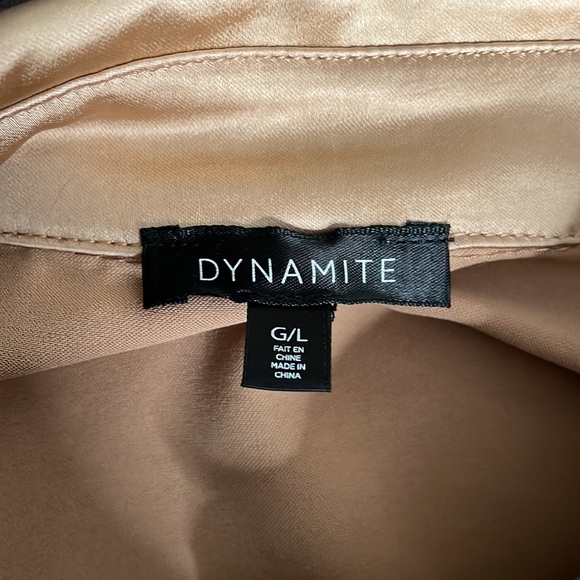 DYNAMITE
G/L
FAIT EN
CHINE
MADE IN
CHINA